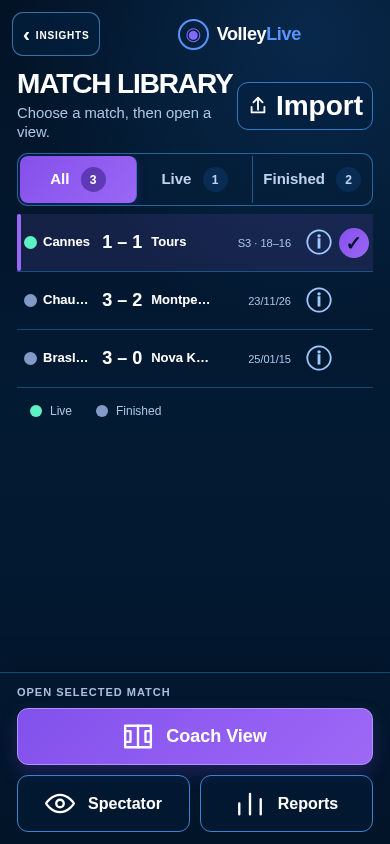 ‹ INSIGHTS
VolleyLive
MATCH LIBRARY
Choose a match, then open a
view.
Import
All 3
Live 1
Finished 2
Cannes 1 – 1 Tours S3 · 18–16
Chau… 3 – 2 Montpe… 23/11/26
Brasl… 3 – 0 Nova K… 25/01/15
Live
Finished
OPEN SELECTED MATCH
Coach View
Spectator
Reports